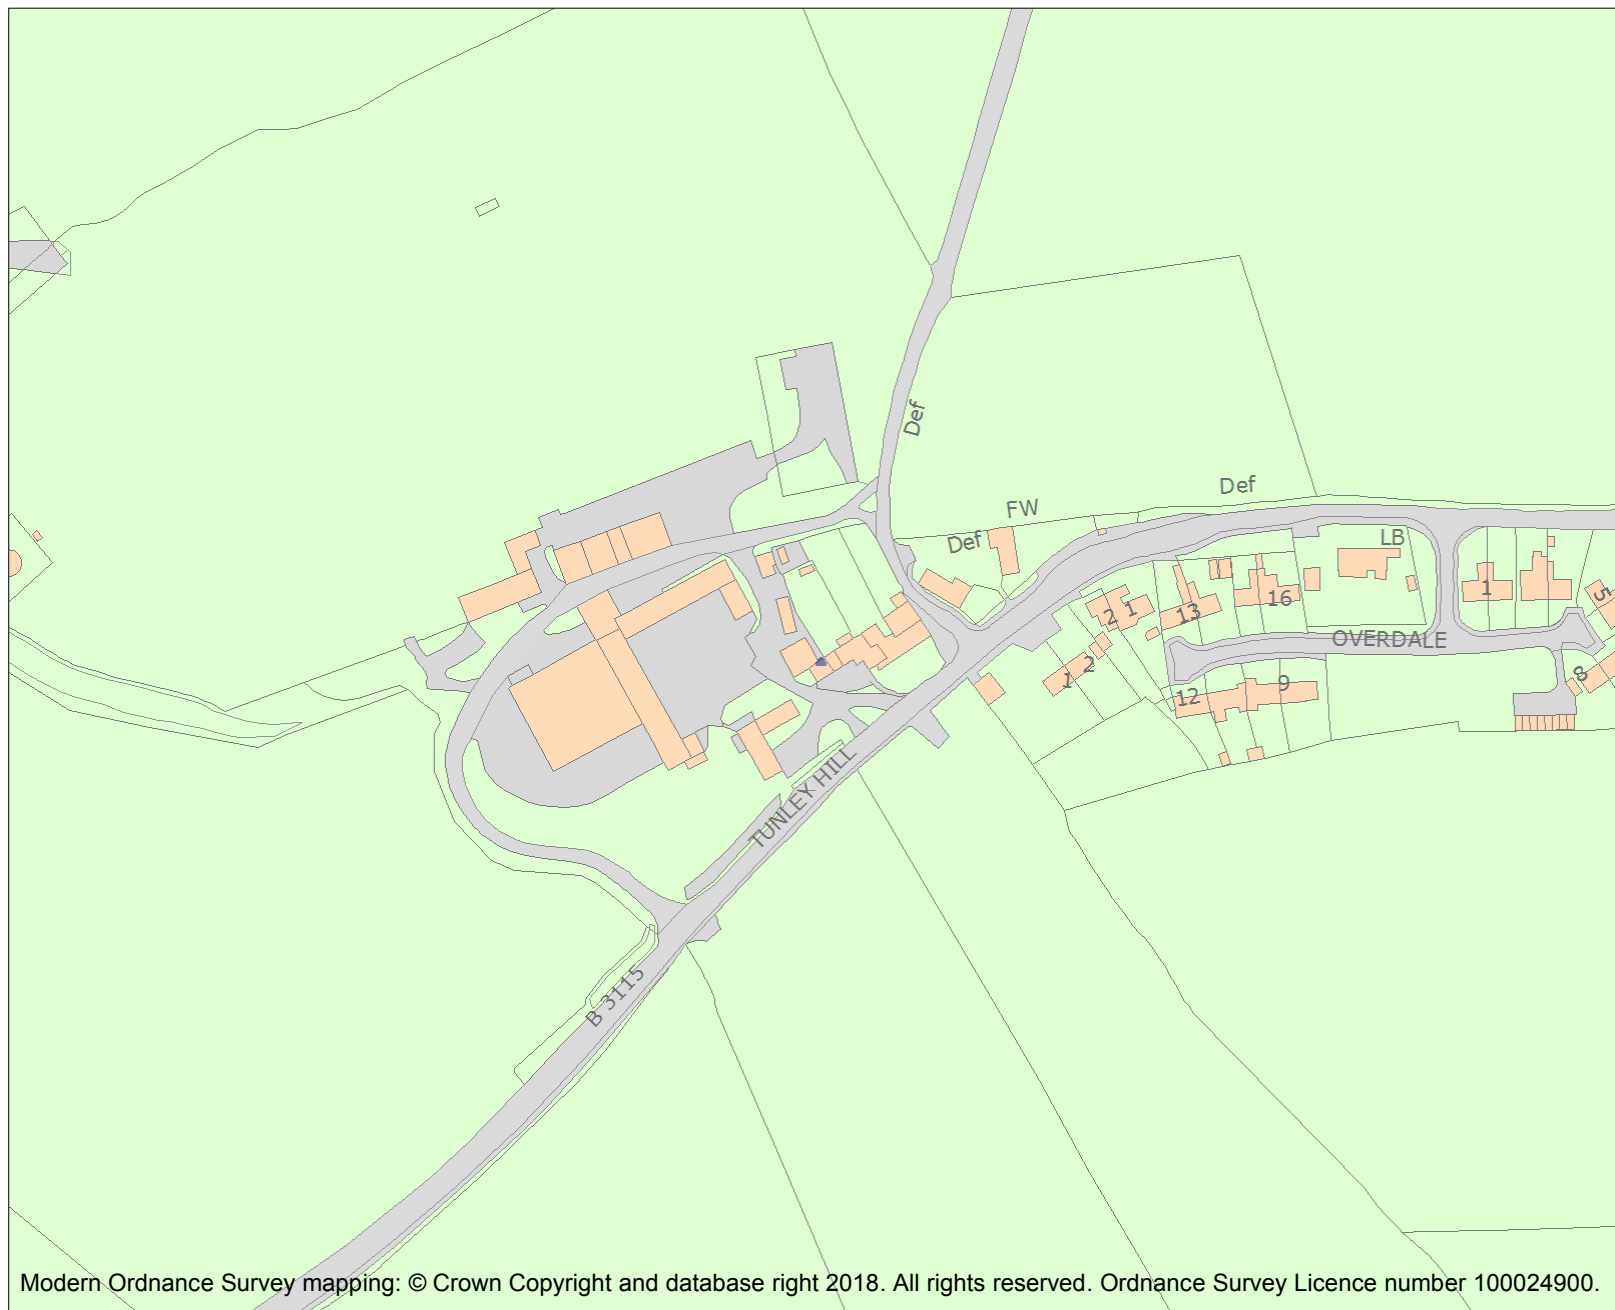 Def
Def
FW
Def
LB
1
5
2
1
13
16
OVERDALE
2
1
12
9
8
TUNLEY HILL
B 3115
Modern Ordnance Survey mapping: © Crown Copyright and database right 2018. All rights reserved. Ordnance Survey Licence number 100024900.